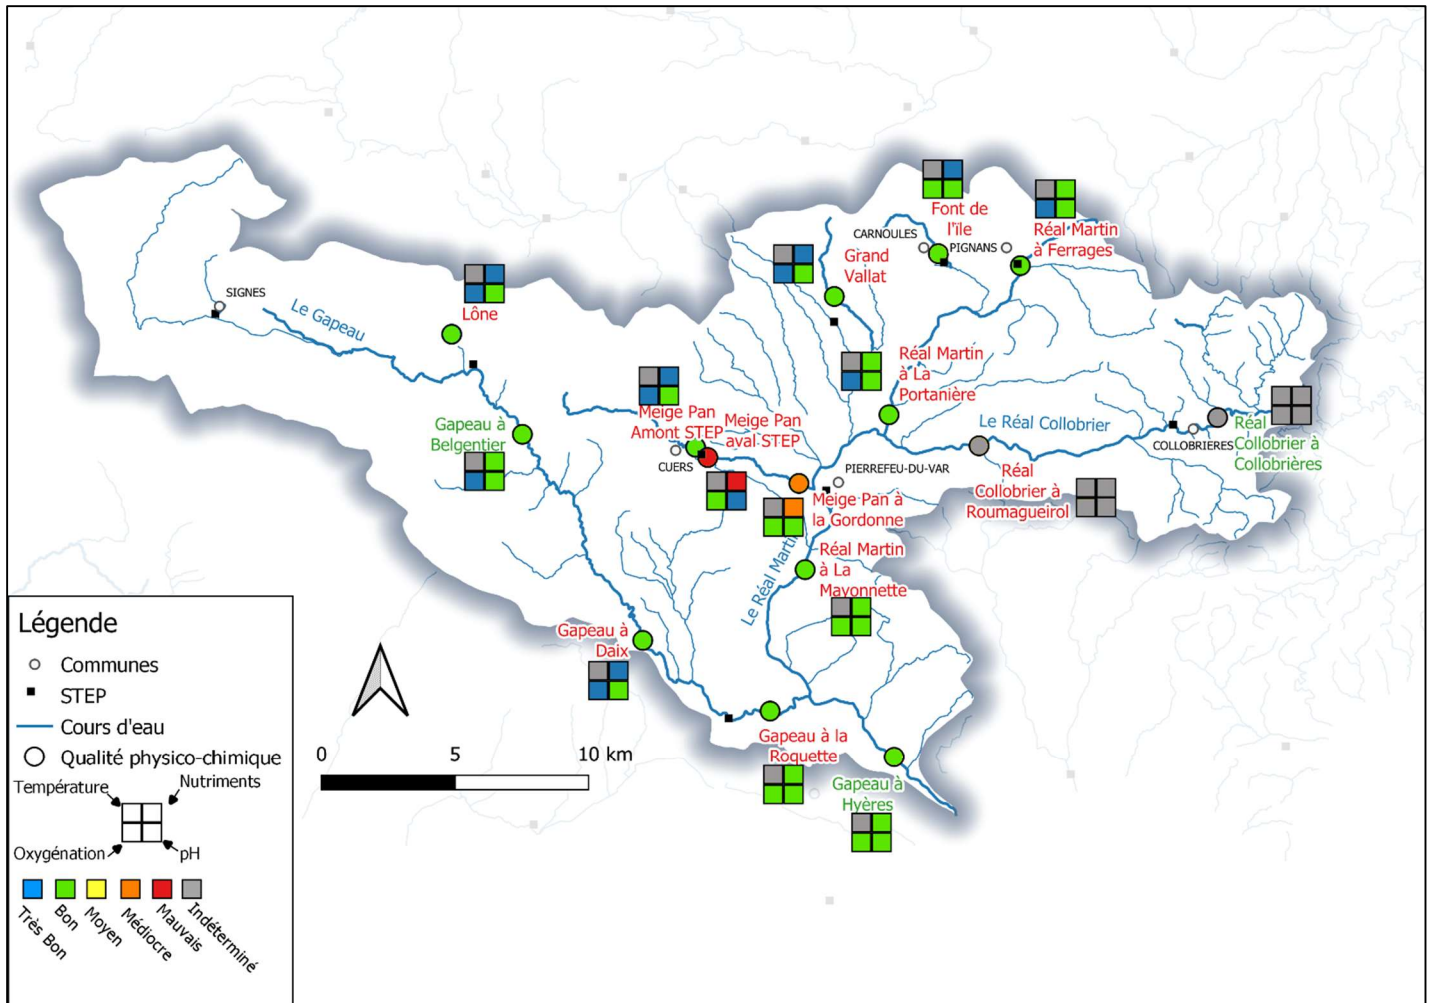 Font de
l'île
CARNOULES
PIGNANS
Réal Martin
à Ferrages
Grand
Vallat
SIGNES
Le Gapeau
Lône
Réal Martin
à La
Portanière
Meige Pan
Amont STEP
Meige Pan
aval STEP
Gapeau à
Belgentier
CUERS
Le Réal Collobrier
COLLOBRIERES
Réal
Collobrier à
Collobrières
PIERREFEU-DU-VAR
Réal
Collobrier à
Roumagueirol
Meige Pan à
la Gordonne
Le Réal Martin
Réal Martin
à La
Mayonnette
Gapeau à
Daix
Gapeau à la
Roquette
Gapeau à
Hyères
0 5 10 km
Légende
Communes
STEP
Cours d'eau
Qualité physico-chimique
Température
Nutriments
Oxygénation
pH
Très Bon
Bon
Moyen
Médiocre
Mauvais
Indéterminé